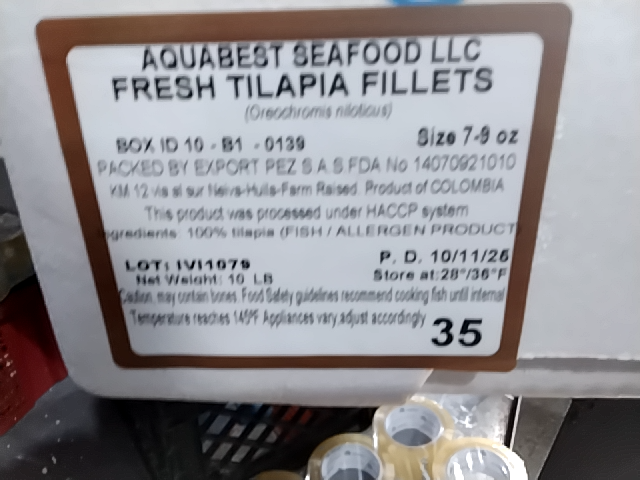 AQUABEST SEAFOOD LLC
FRESH TILAPIA FILLETS
(Oreochromis niloticus)
BOX ID 10 - B1 - 0139 Size 7-9 oz
PACKED BY EXPORT PEZ S.A.S.FDA No 14070921010
KM 12 via al sur Neiva-Huila-Farm Raised. Product of COLOMBIA
This product was processed under HACCP system
ngredients: 100% tilapia (FISH / ALLERGEN PRODUCT)
LOT: IVI1079 P. D. 10/11/25
Net Weight: 10 LB Store at:28°/36°F
Caution, may contain bones. Food Safety guidelines recommend cooking fish until internal
Temperature reaches 145°F Appliances vary,adjust accordingly 35